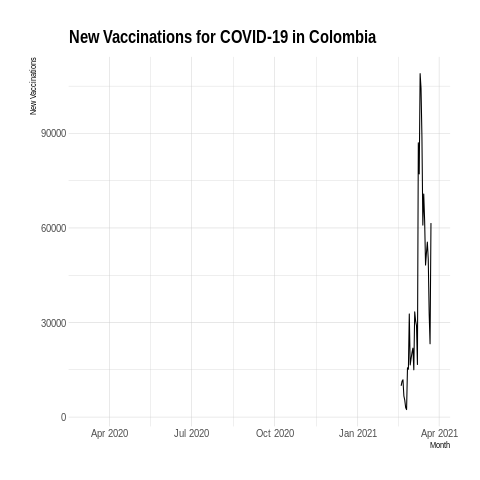 New Vaccinations for COVID-19 in Colombia
New Vaccinations
90000
60000
30000
0
Apr 2020 Jul 2020 Oct 2020 Jan 2021 Apr 2021
Month